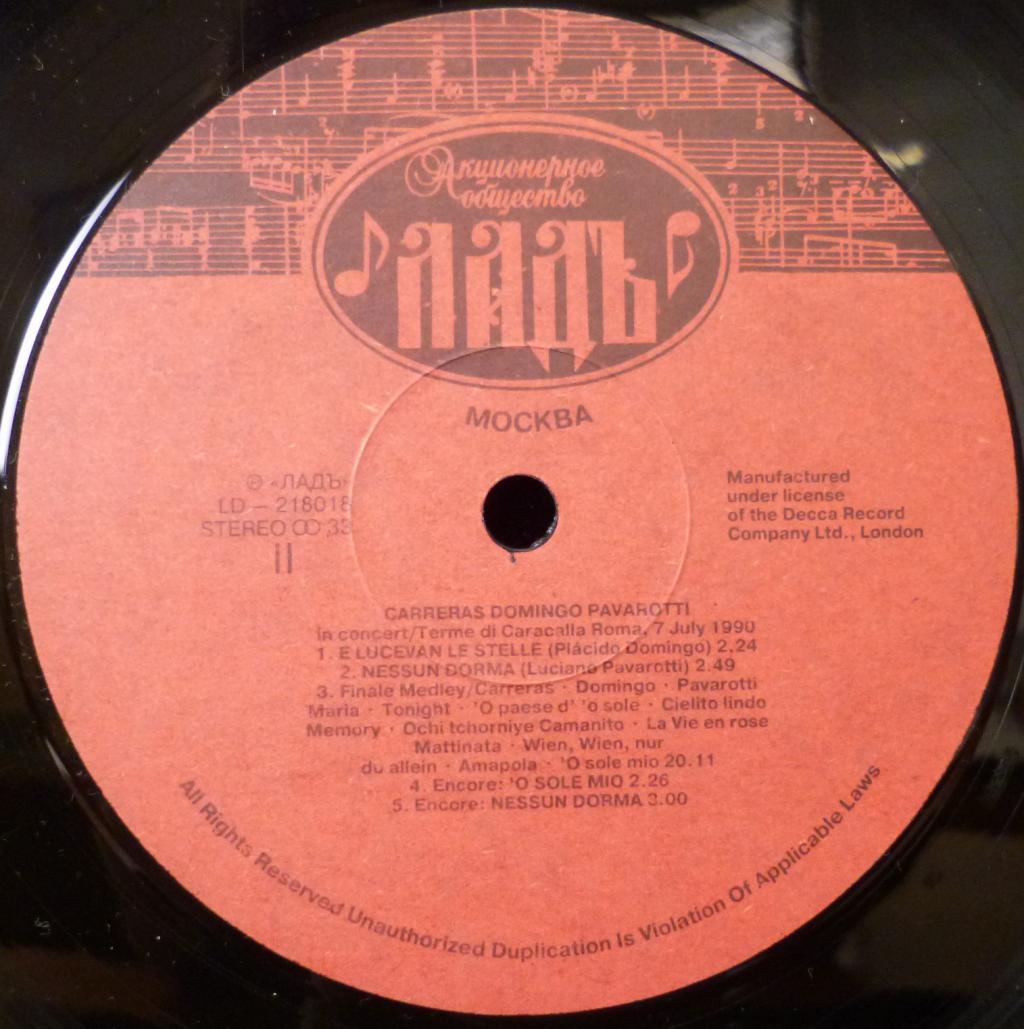 Акционерное
общество
ЛАДЪ
МОСКВА
℗ «ЛАДЪ»
LD – 218018
STEREO ꝏ 33
II
Manufactured
under license
of the Decca Record
Company Ltd., London
CARRERAS DOMINGO PAVAROTTI
In concert/Terme di Caracalla Roma, 7 July 1990
1. E LUCEVAN LE STELLE (Plácido Domingo) 2.24
2. NESSUN DORMA (Luciano Pavarotti) 2.49
3. Finale Medley/Carreras · Domingo · Pavarotti
Maria · Tonight · 'O paese d' 'o sole · Cielito lindo
Memory · Ochi tchorniye Camanito · La Vie en rose
Mattinata · Wien, Wien, nur
du allein · Amapola · 'O sole mio 20.11
4. Encore: 'O SOLE MIO 2.26
5. Encore: NESSUN DORMA 3.00
All Rights Reserved Unauthorized Duplication Is Violation Of Applicable Laws